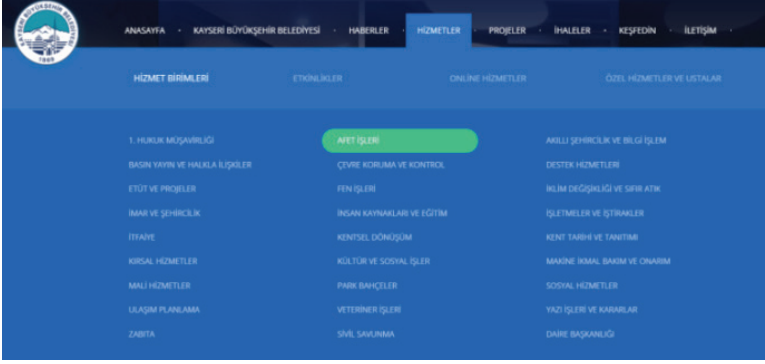 KAYSERİ BÜYÜKŞEHİR BELEDİYESİ
1869
ANASAYFA · KAYSERİ BÜYÜKŞEHİR BELEDİYESİ · HABERLER · HİZMETLER · PROJELER · İHALELER · KEŞFEDİN · İLETİŞİM ·
HİZMET BİRİMLERİ ETKİNLİKLER ONLINE HİZMETLER ÖZEL HİZMETLER VE USTALAR
1. HUKUK MÜŞAVİRLİĞİ AFET İŞLERİ AKILLI ŞEHİRCİLİK VE BİLGİ İŞLEM
BASIN YAYIN VE HALKLA İLİŞKİLER ÇEVRE KORUMA VE KONTROL DESTEK HİZMETLERİ
ETÜT VE PROJELER FEN İŞLERİ İKLİM DEĞİŞİKLİĞİ VE SIFIR ATIK
İMAR VE ŞEHİRCİLİK İNSAN KAYNAKLARI VE EĞİTİM İŞLETMELER VE İŞTİRAKLER
İTFAİYE KENTSEL DÖNÜŞÜM KENT TARİHİ VE TANITIMI
KIRSAL HİZMETLER KÜLTÜR VE SOSYAL İŞLER MAKİNE İKMAL BAKIM VE ONARIM
MALİ HİZMETLER PARK BAHÇELER SOSYAL HİZMETLER
ULAŞIM PLANLAMA VETERİNER İŞLERİ YAZI İŞLERİ VE KARARLAR
ZABITA SİVİL SAVUNMA DAİRE BAŞKANLIĞI